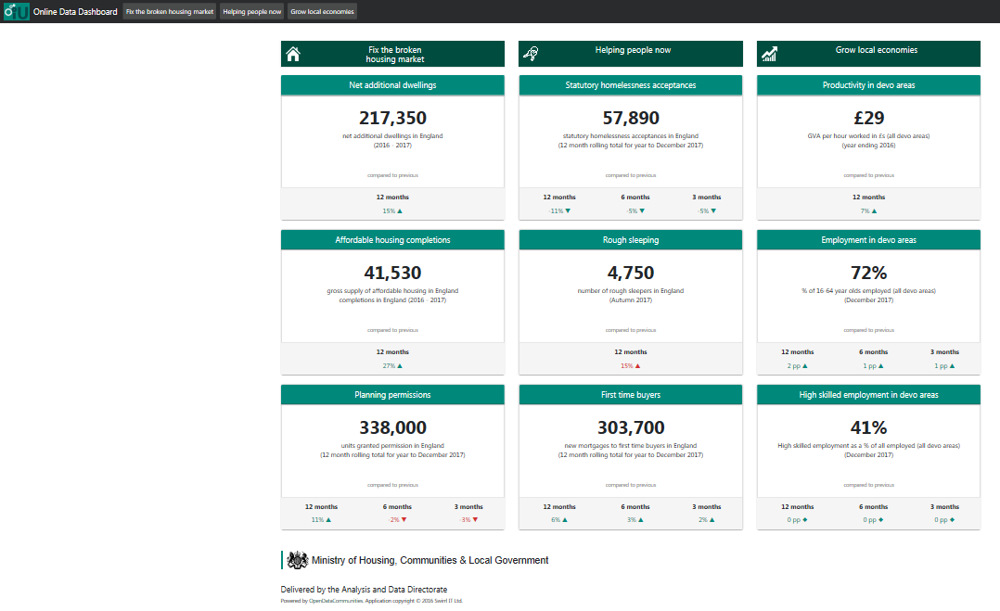 OiU Online Data Dashboard Fix the broken housing market Helping people now Grow local economies
Fix the broken
housing market
Net additional dwellings
217,350
net additional dwellings in England
(2016 - 2017)
compared to previous
12 months
15% ▲
Affordable housing completions
41,530
gross supply of affordable housing in England
completions in England (2016 - 2017)
compared to previous
12 months
27% ▲
Planning permissions
338,000
units granted permission in England
(12 month rolling total for year to December 2017)
compared to previous
12 months 6 months 3 months
11% ▲ -2% ▼ -3% ▼
Helping people now
Statutory homelessness acceptances
57,890
statutory homelessness acceptances in England
(12 month rolling total for year to December 2017)
compared to previous
12 months 6 months 3 months
-11% ▼ -5% ▼ -5% ▼
Rough sleeping
4,750
number of rough sleepers in England
(Autumn 2017)
compared to previous
12 months
15% ▲
First time buyers
303,700
new mortgages to first time buyers in England
(12 month rolling total for year to December 2017)
compared to previous
12 months 6 months 3 months
6% ▲ 3% ▲ 2% ▲
Grow local economies
Productivity in devo areas
£29
GVA per hour worked in £s (all devo areas)
(year ending 2016)
compared to previous
12 months
7% ▲
Employment in devo areas
72%
% of 16-64 year olds employed (all devo areas)
(December 2017)
compared to previous
12 months 6 months 3 months
2 pp ▲ 1 pp ▲ 1 pp ▲
High skilled employment in devo areas
41%
High skilled employment as a % of all employed (all devo areas)
(December 2017)
compared to previous
12 months 6 months 3 months
0 pp ◆ 0 pp ◆ 0 pp ◆
Ministry of Housing, Communities & Local Government
Delivered by the Analysis and Data Directorate
Powered by OpenDataCommunities. Application copyright © 2016 Swirrl IT Ltd.